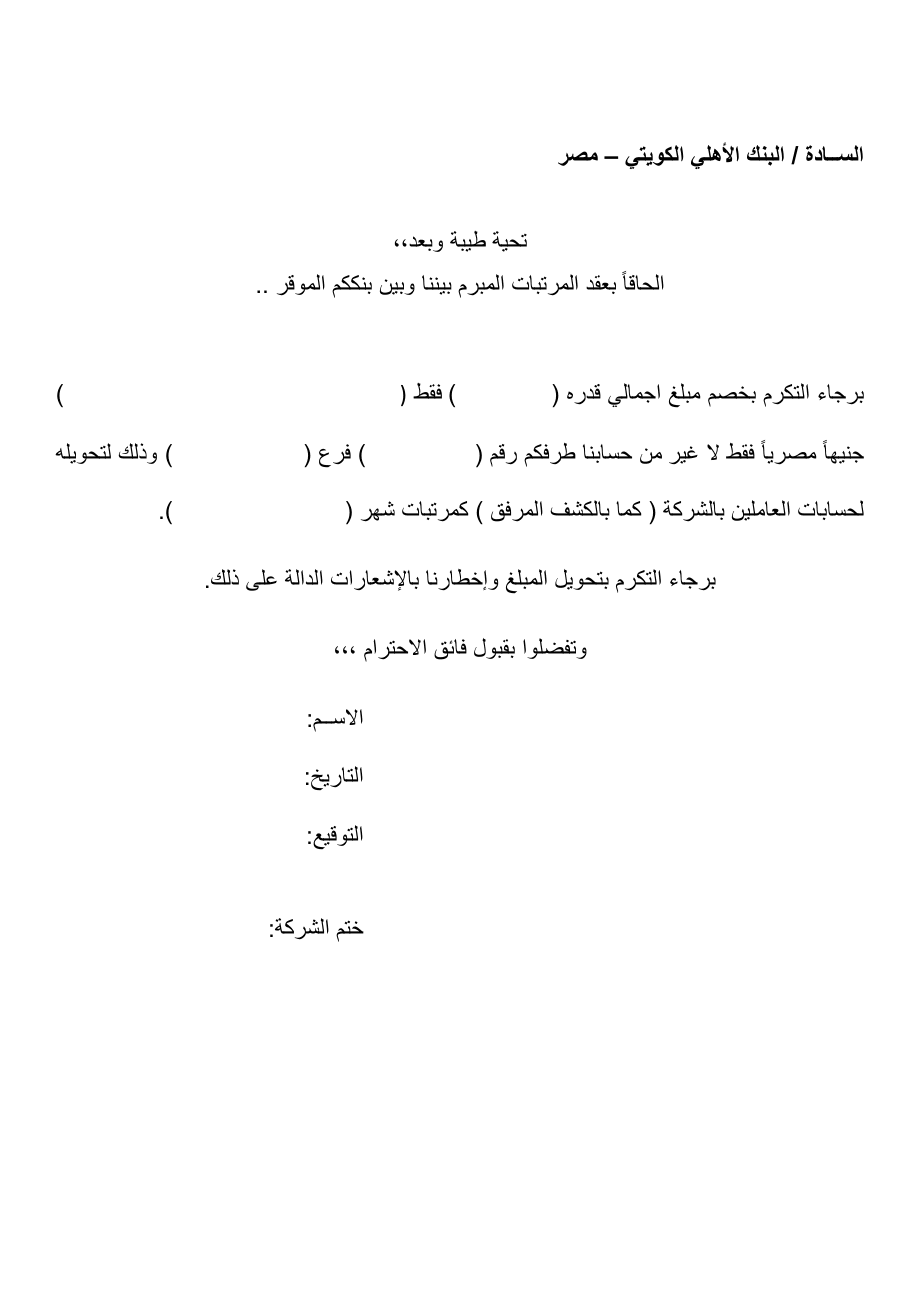 الســادة / البنك الأهلي الكويتي – مصر
تحية طيبة وبعد،،
الحاقاً بعقد المرتبات المبرم بيننا وبين بنككم الموقر ..
برجاء التكرم بخصم مبلغ اجمالي قدره (                ) فقط (                                        )
جنيهاً مصرياً فقط لا غير من حسابنا طرفكم رقم (                  ) فرع (                      ) وذلك لتحويله
لحسابات العاملين بالشركة ( كما بالكشف المرفق ) كمرتبات شهر (                            ).
برجاء التكرم بتحويل المبلغ وإخطارنا بالإشعارات الدالة على ذلك.
وتفضلوا بقبول فائق الاحترام ،،،
الاســم:
التاريخ:
التوقيع:
ختم الشركة: